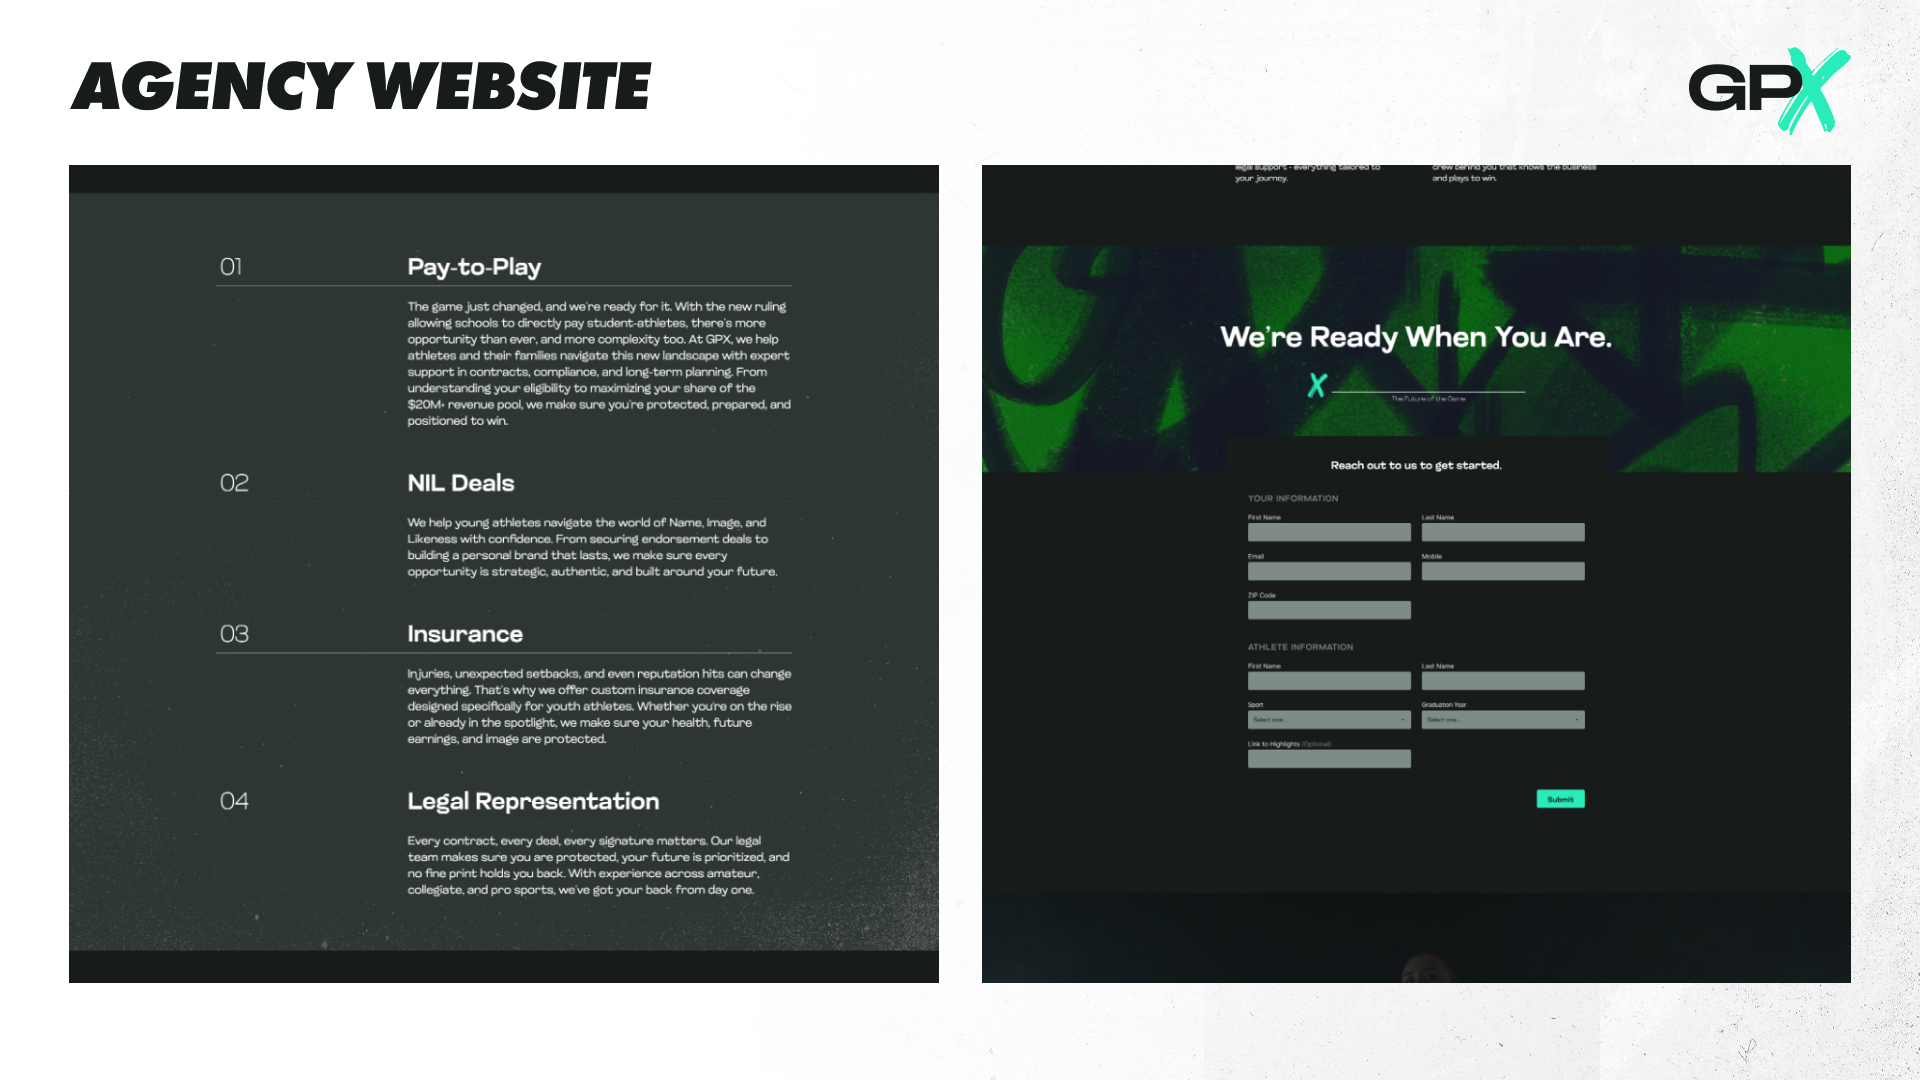 AGENCY WEBSITE
GPX
01
Pay-to-Play
The game just changed, and we're ready for it. With the new ruling
allowing schools to directly pay student-athletes, there's more
opportunity than ever, and more complexity too. At GPX, we help
athletes and their families navigate this new landscape with expert
support in contracts, compliance, and long-term planning. From
understanding your eligibility to maximizing your share of the
$20M+ revenue pool, we make sure you're protected, prepared, and
positioned to win.
02
NIL Deals
We help young athletes navigate the world of Name, Image, and
Likeness with confidence. From securing endorsement deals to
building a personal brand that lasts, we make sure every
opportunity is strategic, authentic, and built around your future.
03
Insurance
Injuries, unexpected setbacks, and even reputation hits can change
everything. That's why we offer custom insurance coverage
designed specifically for youth athletes. Whether you're on the rise
or already in the spotlight, we make sure your health, future
earnings, and image are protected.
04
Legal Representation
Every contract, every deal, every signature matters. Our legal
team makes sure you are protected, your future is prioritized, and
no fine print holds you back. With experience across amateur,
collegiate, and pro sports, we've got your back from day one.
legal support - everything tailored to
your journey.
crew behind you that knows the business
and plays to win.
We're Ready When You Are.
X
The Future of the Game
Reach out to us to get started.
YOUR INFORMATION
First Name
Last Name
Email
Mobile
ZIP Code
ATHLETE INFORMATION
First Name
Last Name
Sport
Graduation Year
Select one...
Select one...
Link to Highlights (Optional)
Submit